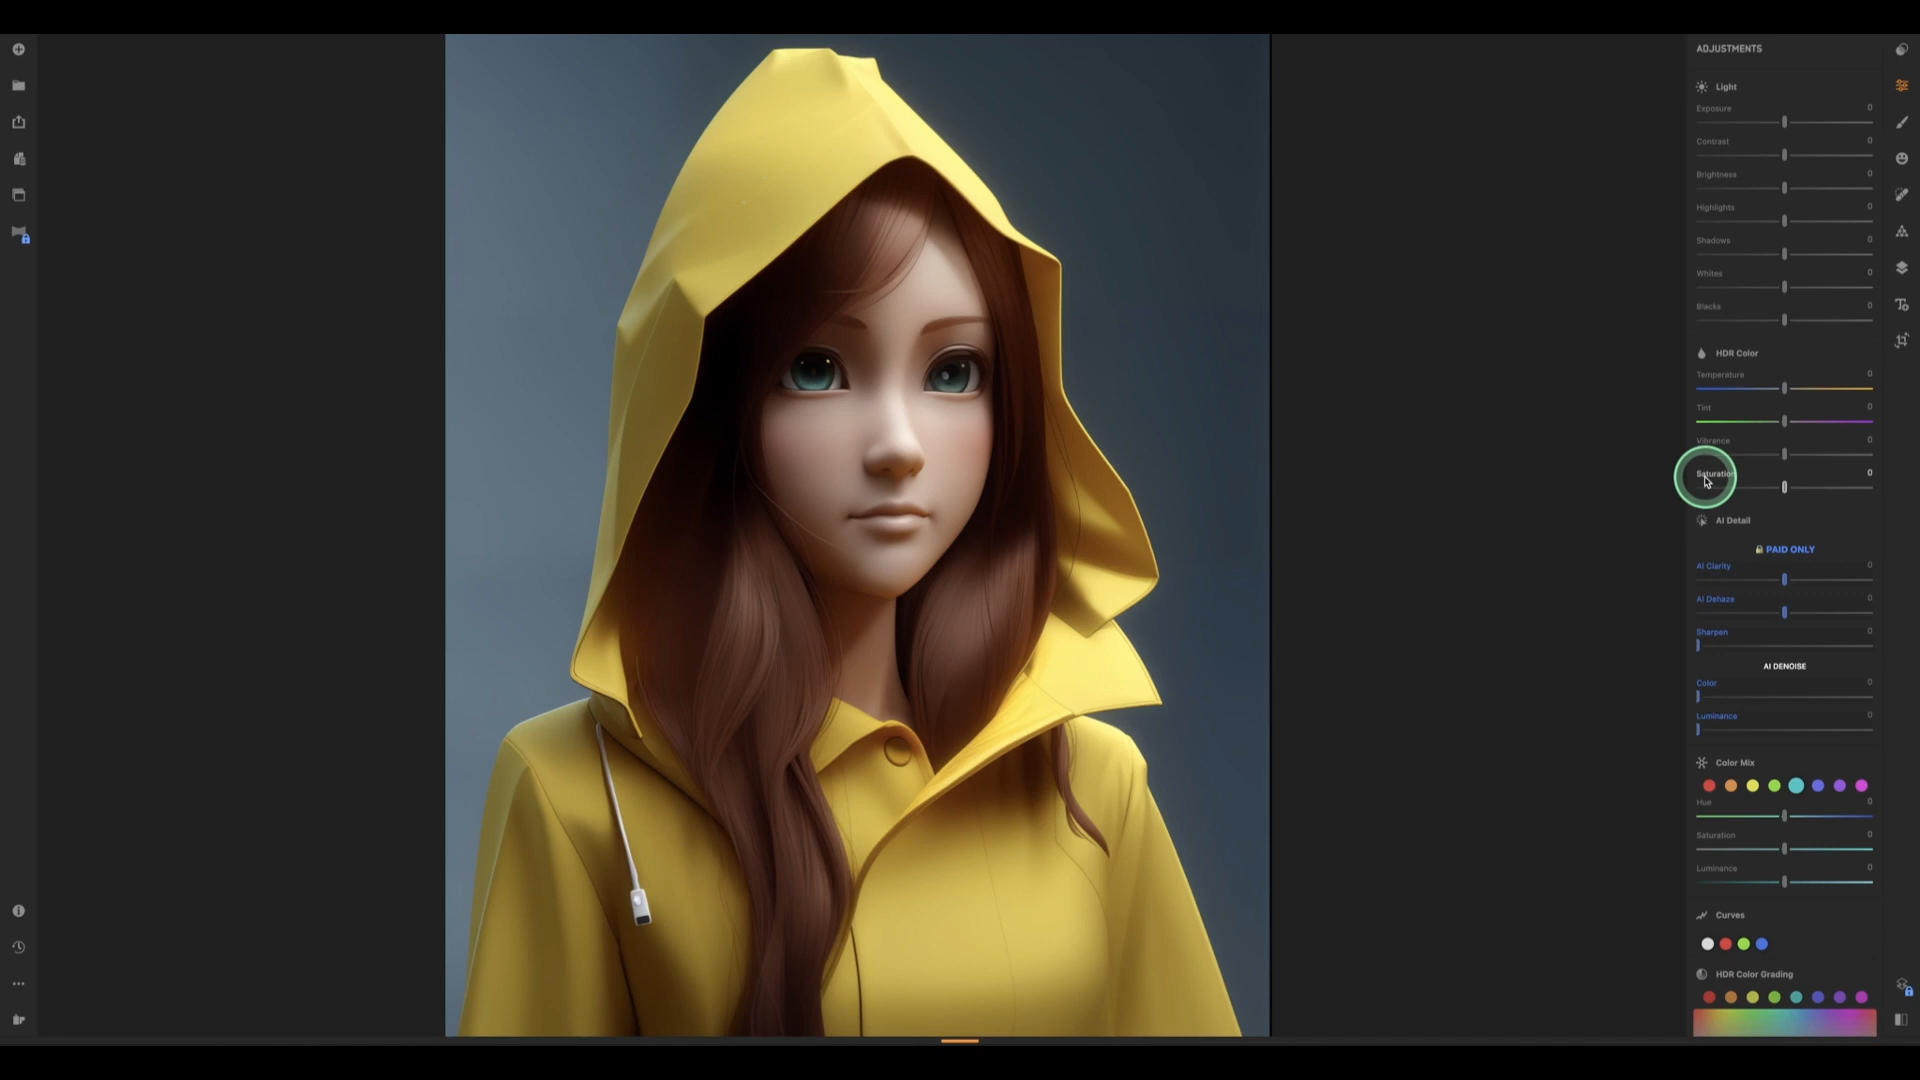 ADJUSTMENTS
Light
Exposure 0
Contrast 0
Brightness 0
Highlights 0
Shadows 0
Whites 0
Blacks 0
HDR Color
Temperature 0
Tint 0
Vibrance 0
Saturation 0
AI Detail
PAID ONLY
AI Clarity 0
AI Dehaze 0
Sharpen 0
AI DENOISE
Color 0
Luminance 0
Color Mix
Hue 0
Saturation 0
Luminance 0
Curves
HDR Color Grading